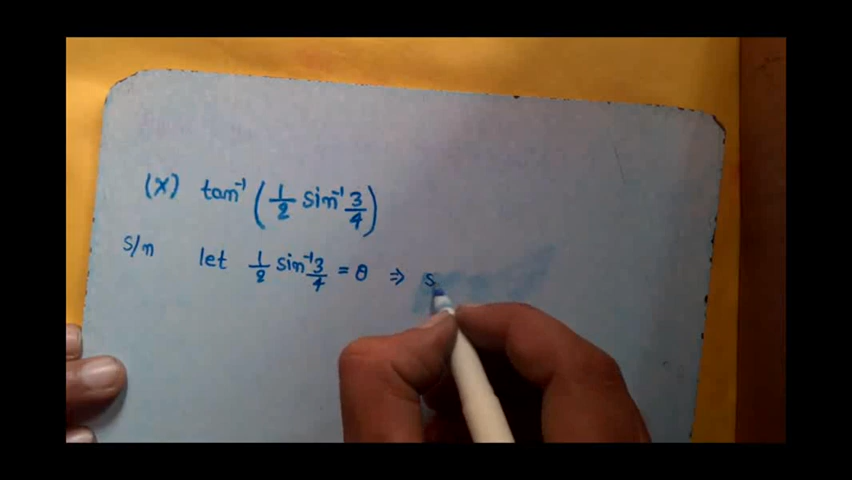 (x) tan⁻¹ (1/2 sin⁻¹ 3/4)
S/n let 1/2 sin⁻¹ 3/4 = θ ⇒ s